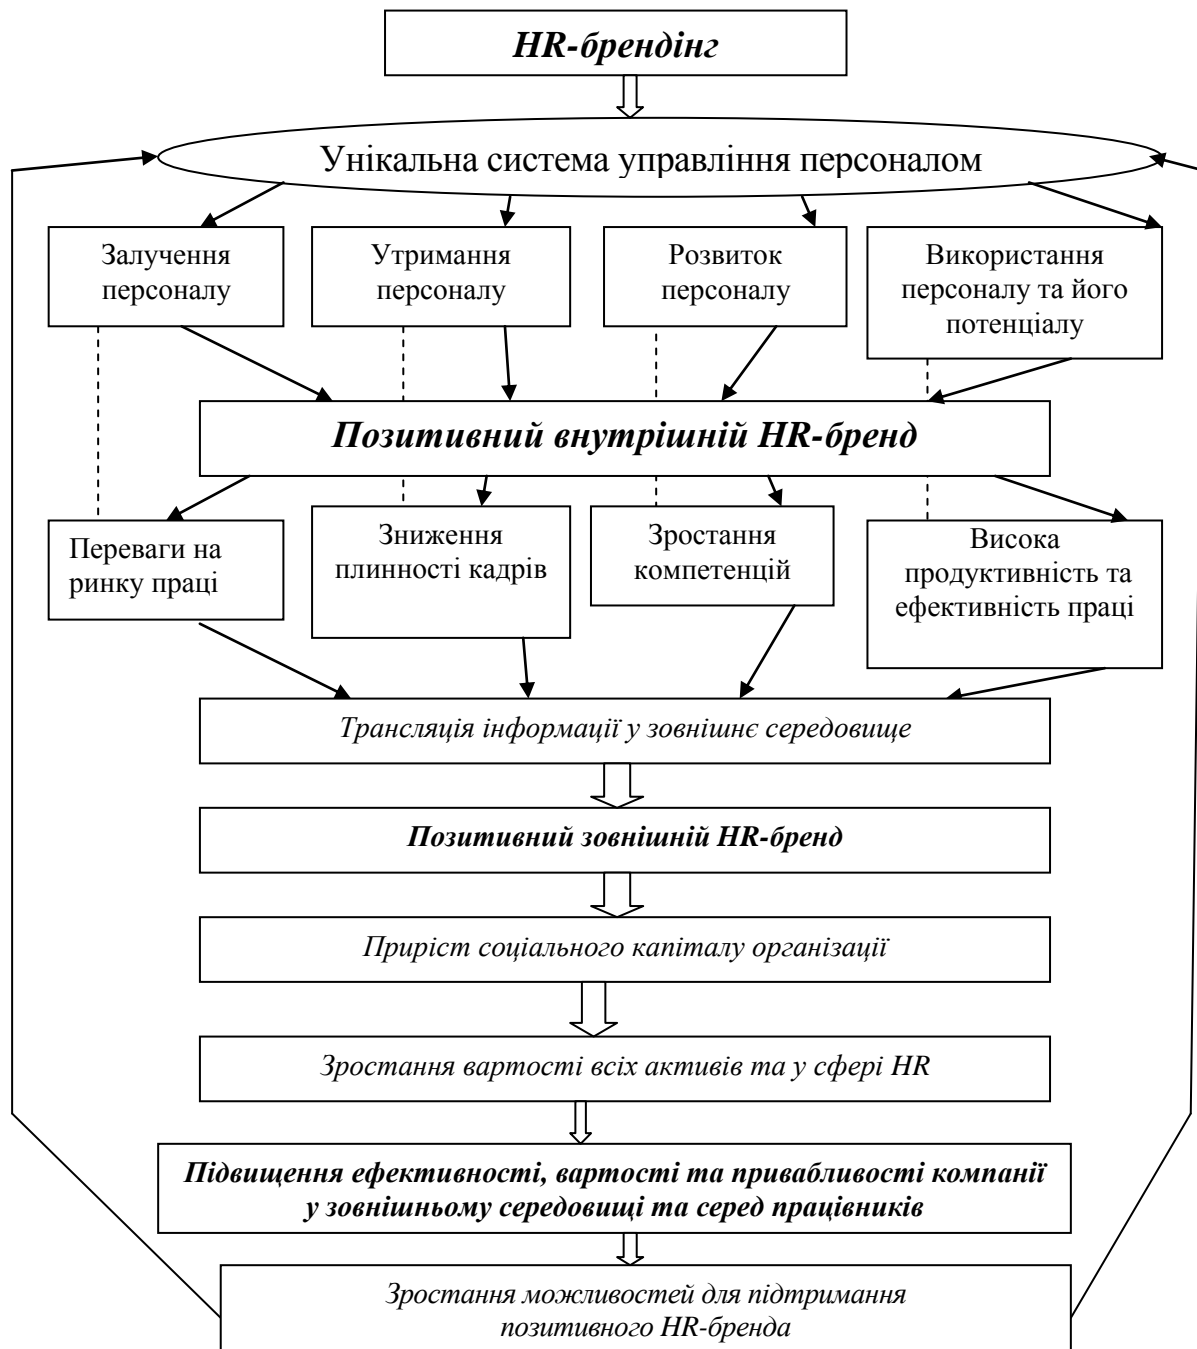 HR-брендінг
Унікальна система управління персоналом
Залучення
персоналу
Утримання
персоналу
Розвиток
персоналу
Використання
персоналу та його
потенціалу
Позитивний внутрішній HR-бренд
Переваги на
ринку праці
Зниження
плинності кадрів
Зростання
компетенцій
Висока
продуктивність та
ефективність праці
Трансляція інформації у зовнішнє середовище
Позитивний зовнішній HR-бренд
Приріст соціального капіталу організації
Зростання вартості всіх активів та у сфері HR
Підвищення ефективності, вартості та привабливості компанії
у зовнішньому середовищі та серед працівників
Зростання можливостей для підтримання
позитивного HR-бренда